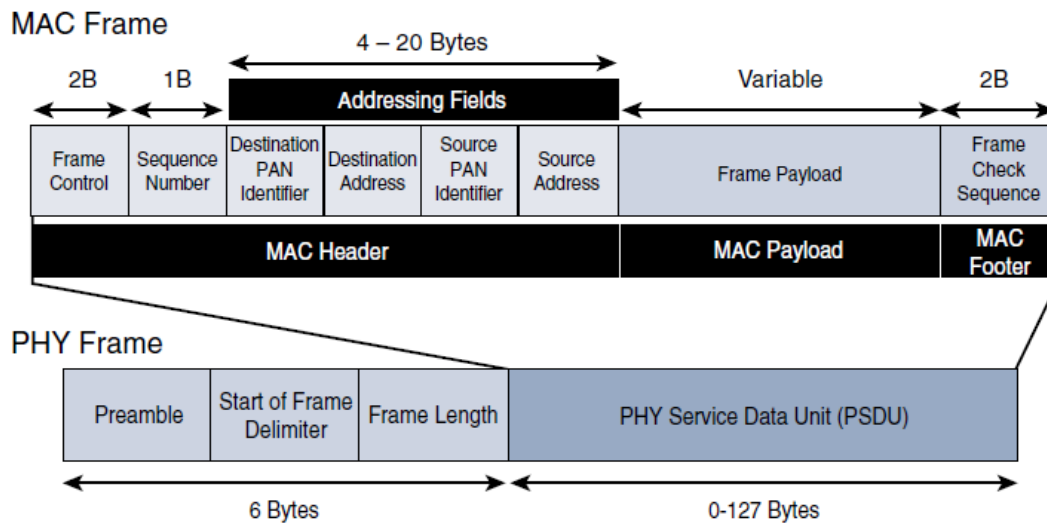 MAC Frame
4 – 20 Bytes
2B
1B
Variable
2B
Addressing Fields
Frame
Control
Sequence
Number
Destination
PAN
Identifier
Destination
Address
Source
PAN
Identifier
Source
Address
Frame Payload
Frame
Check
Sequence
MAC Header
MAC Payload
MAC
Footer
PHY Frame
Preamble
Start of Frame
Delimiter
Frame Length
PHY Service Data Unit (PSDU)
6 Bytes
0-127 Bytes